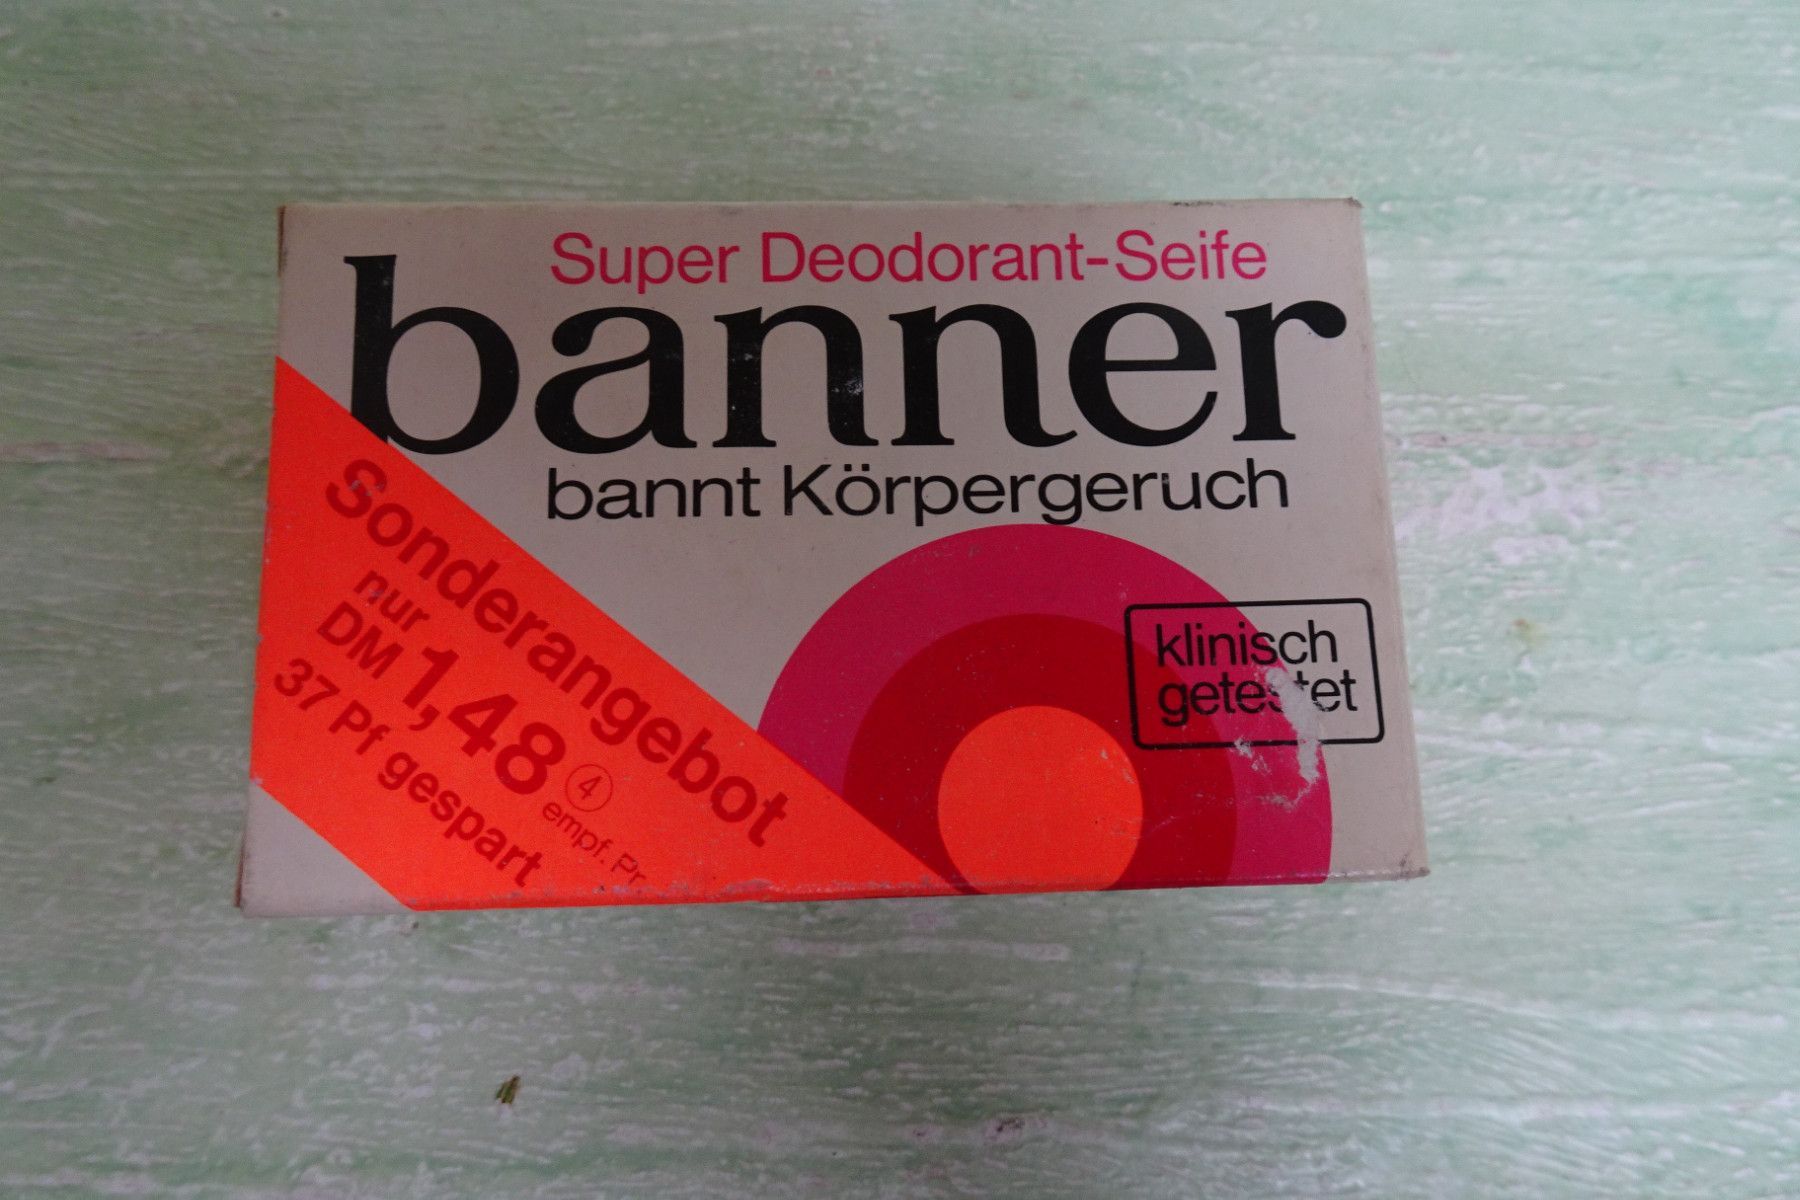 Super Deodorant-Seife
banner
bannt Körpergeruch
klinisch
getestet
Sonderangebot
nur
DM 1,48 ④ empf. Pr.
37 Pf gespart